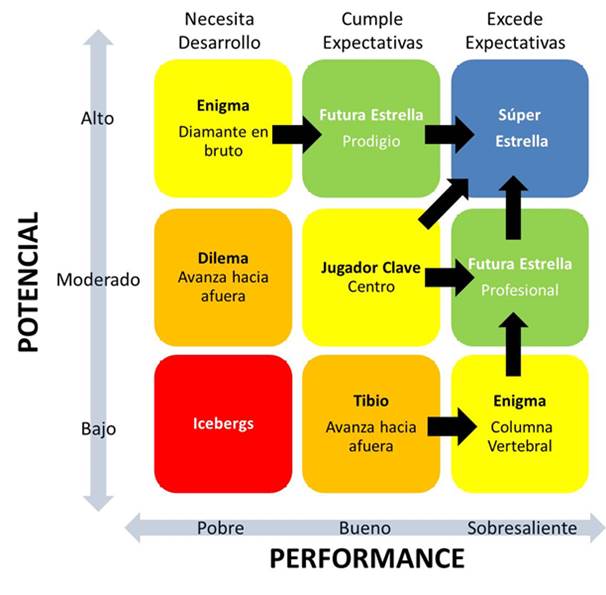 Necesita
Desarrollo
Cumple
Expectativas
Excede
Expectativas
POTENCIAL
Alto
Enigma
Diamante en
bruto
Futura Estrella
Prodigio
Súper
Estrella
Moderado
Dilema
Avanza hacia
afuera
Jugador Clave
Centro
Futura Estrella
Profesional
Bajo
Icebergs
Tibio
Avanza hacia
afuera
Enigma
Columna
Vertebral
Pobre
Bueno
Sobresaliente
PERFORMANCE